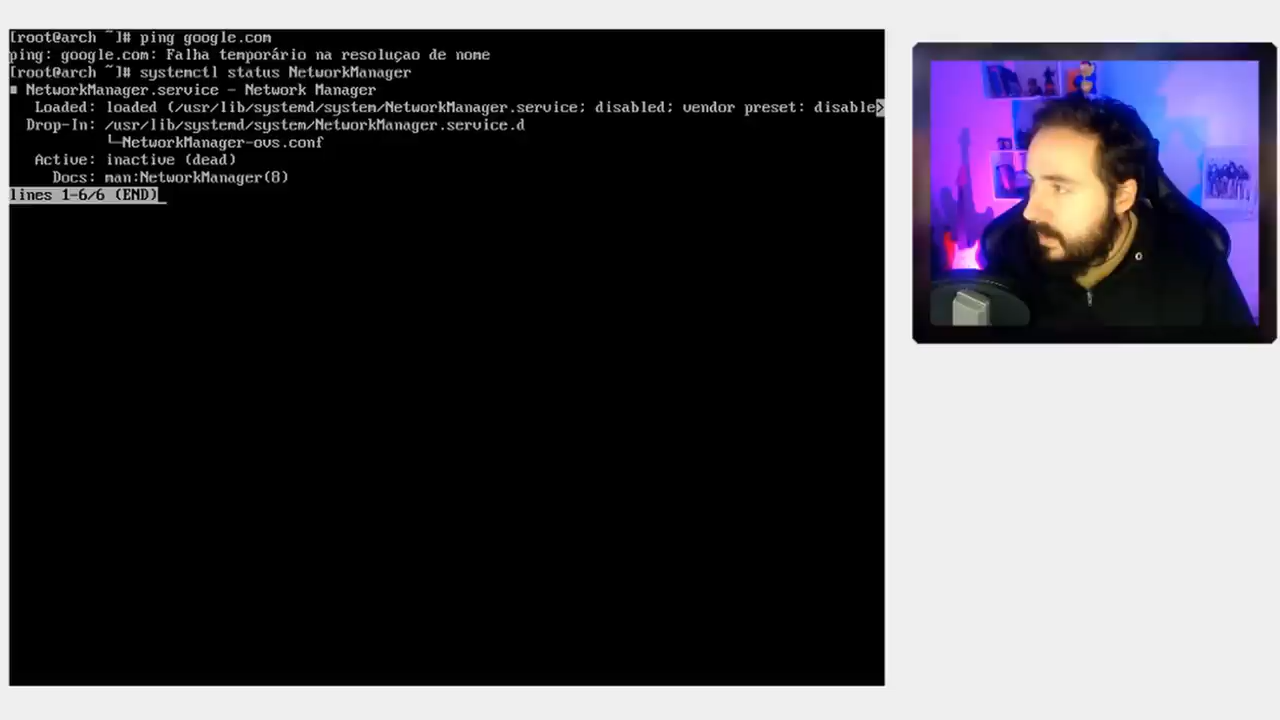 [root@arch ~]# ping google.com
ping: google.com: Falha temporário na resoluçao de nome
[root@arch ~]# systemctl status NetworkManager
■ NetworkManager.service - Network Manager
Loaded: loaded (/usr/lib/systemd/system/NetworkManager.service; disabled; vendor preset: disable>
Drop-In: /usr/lib/systemd/system/NetworkManager.service.d
└─NetworkManager-ovs.conf
Active: inactive (dead)
Docs: man:NetworkManager(8)
lines 1-6/6 (END)